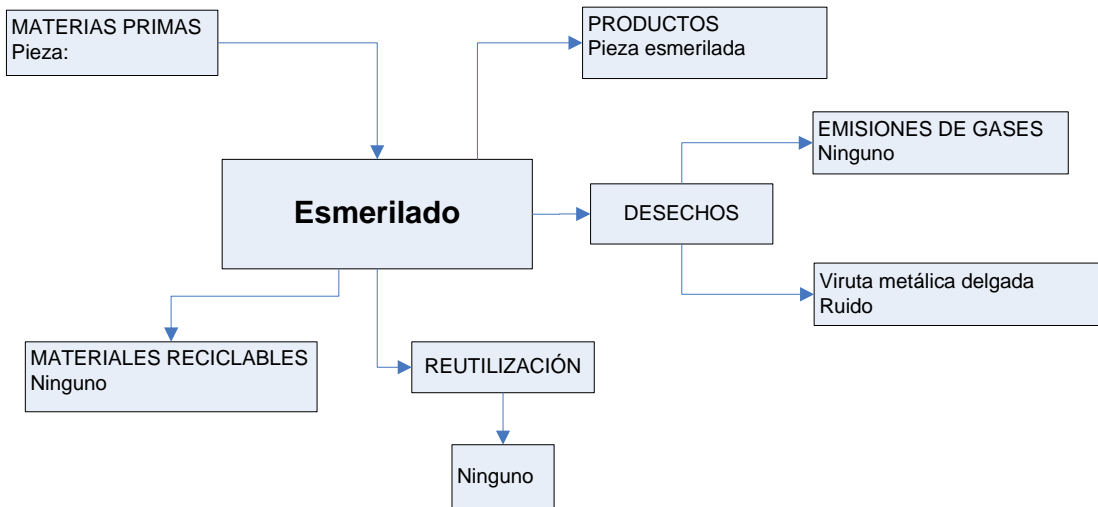 MATERIAS PRIMAS
Pieza:
PRODUCTOS
Pieza esmerilada
EMISIONES DE GASES
Ninguno
Esmerilado
DESECHOS
Viruta metálica delgada
Ruido
MATERIALES RECICLABLES
Ninguno
REUTILIZACIÓN
Ninguno